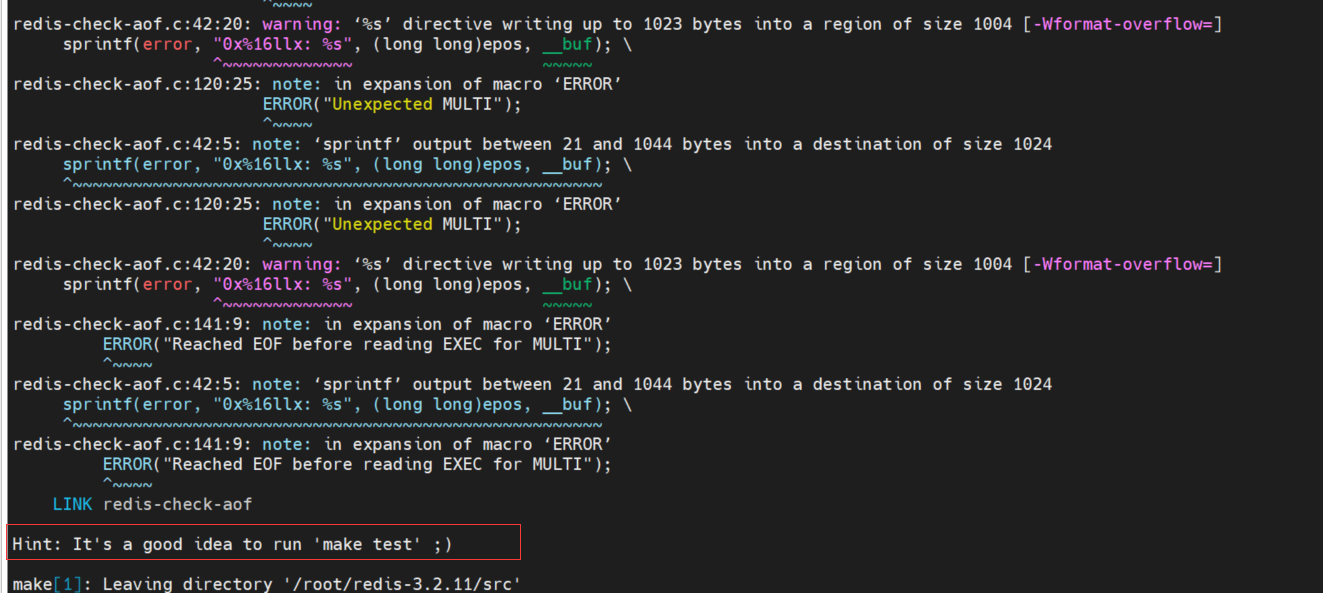 ^~~~~
redis-check-aof.c:42:20: warning: ‘%s’ directive writing up to 1023 bytes into a region of size 1004 [-Wformat-overflow=]
     sprintf(error, "0x%16llx: %s", (long long)epos, __buf); \
                    ^~~~~~~~~~~~~~                   ~~~~~
redis-check-aof.c:120:25: note: in expansion of macro ‘ERROR’
                         ERROR("Unexpected MULTI");
                         ^~~~~
redis-check-aof.c:42:5: note: ‘sprintf’ output between 21 and 1044 bytes into a destination of size 1024
     sprintf(error, "0x%16llx: %s", (long long)epos, __buf); \
     ^~~~~~~~~~~~~~~~~~~~~~~~~~~~~~~~~~~~~~~~~~~~~~~~~~~~~~
redis-check-aof.c:120:25: note: in expansion of macro ‘ERROR’
                         ERROR("Unexpected MULTI");
                         ^~~~~
redis-check-aof.c:42:20: warning: ‘%s’ directive writing up to 1023 bytes into a region of size 1004 [-Wformat-overflow=]
     sprintf(error, "0x%16llx: %s", (long long)epos, __buf); \
                    ^~~~~~~~~~~~~~                   ~~~~~
redis-check-aof.c:141:9: note: in expansion of macro ‘ERROR’
         ERROR("Reached EOF before reading EXEC for MULTI");
         ^~~~~
redis-check-aof.c:42:5: note: ‘sprintf’ output between 21 and 1044 bytes into a destination of size 1024
     sprintf(error, "0x%16llx: %s", (long long)epos, __buf); \
     ^~~~~~~~~~~~~~~~~~~~~~~~~~~~~~~~~~~~~~~~~~~~~~~~~~~~~~
redis-check-aof.c:141:9: note: in expansion of macro ‘ERROR’
         ERROR("Reached EOF before reading EXEC for MULTI");
         ^~~~~
    LINK redis-check-aof
Hint: It's a good idea to run 'make test' ;)
make[1]: Leaving directory '/root/redis-3.2.11/src'